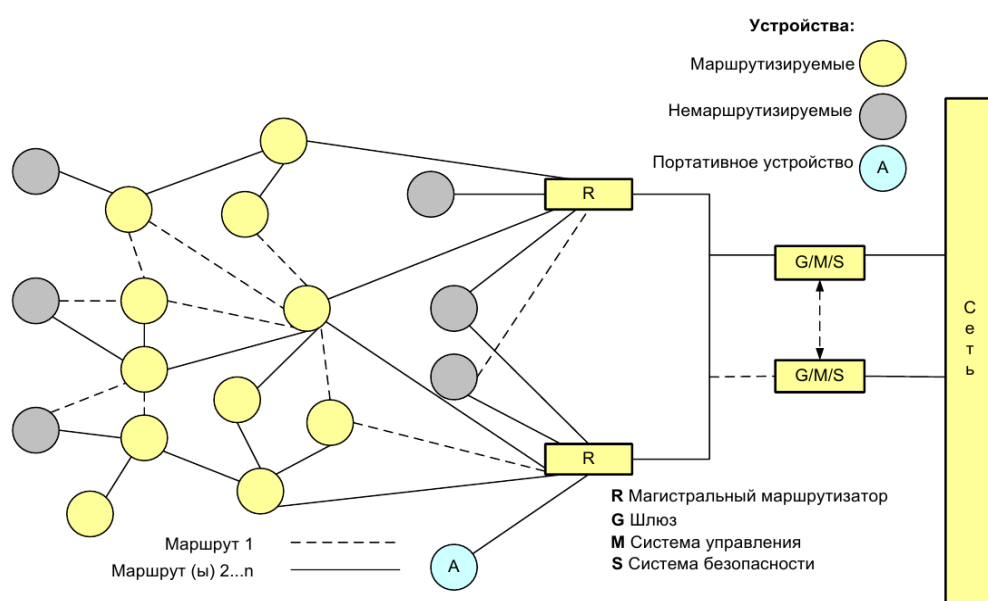 Устройства:
Маршрутизируемые
Немаршрутизируемые
Портативное устройство
A
R
G/M/S
G/M/S
С
е
т
ь
R
R Магистральный маршрутизатор
G Шлюз
M Система управления
S Система безопасности
Маршрут 1
Маршрут (ы) 2...n
A